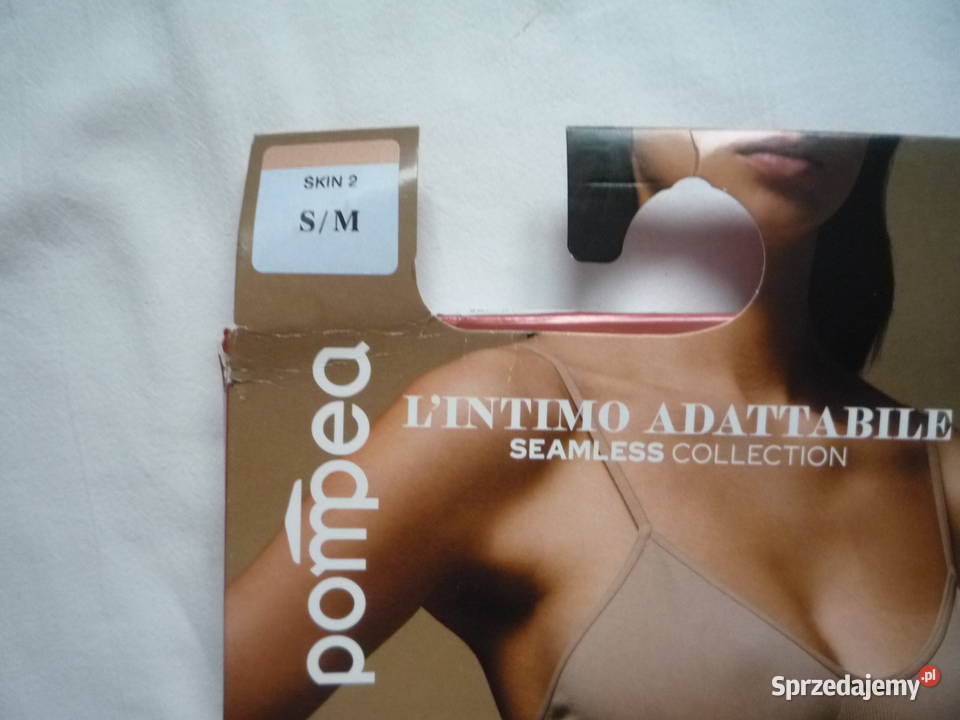 SKIN 2
S/M
pompea
L'INTIMO ADATTABILE
SEAMLESS COLLECTION
Sprzedajemy.pl